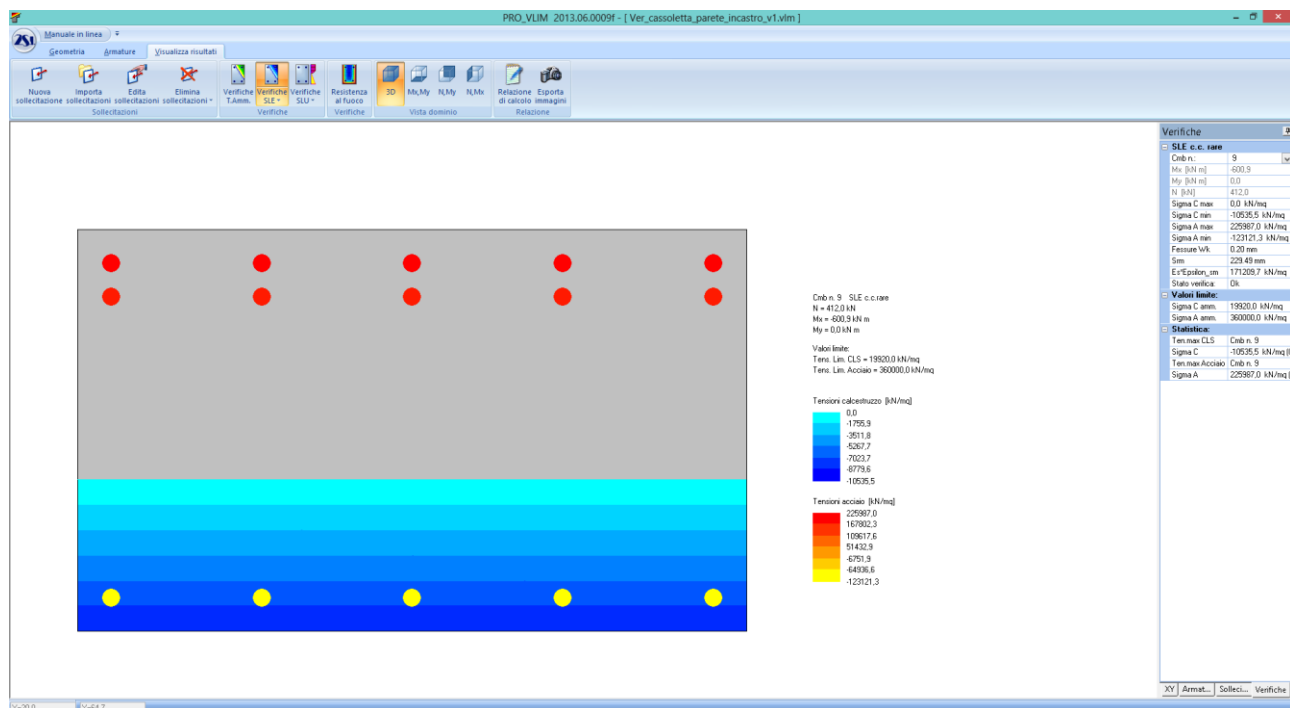 PRO_VLIM 2013.06.0009f - [ Ver_cassoletta_parete_incastro_v1.vlm ]
2SI Manuale in linea
Geometria Armature Visualizza risultati
Nuova sollecitazione
Importa sollecitazioni
Edita sollecitazioni
Elimina sollecitazioni
Verifiche T.Amm.
Verifiche SLE
Verifiche SLU
Resistenza al fuoco
3D
Mx,My
N,My
N,Mx
Relazione di calcolo
Esporta immagini
Sollecitazioni Verifiche Verifiche Vista dominio Relazione
Cmb n. 9 SLE c.c.rare
N = 412,0 kN
Mx = -600,9 kN m
My = 0,0 kN m
Valori limite:
Tens. Lim. CLS = 19920,0 kN/mq
Tens. Lim. Acciaio = 360000,0 kN/mq
Tensioni calcestruzzo [kN/mq]
0,0
-1755,9
-3511,8
-5267,7
-7023,7
-8779,6
-10535,5
Tensioni acciaio [kN/mq]
225987,0
167802,3
109617,6
51432,9
-6751,9
-64936,6
-123121,3
Verifiche
SLE c.c. rare
Cmb n.: 9
Mx [kN m] -600,9
My [kN m] 0,0
N [kN] 412,0
Sigma C max 0,0 kN/mq
Sigma C min -10535,5 kN/mq
Sigma A max 225987,0 kN/mq
Sigma A min -123121,3 kN/mq
Fessure Wk 0.20 mm
Srm 229.49 mm
Es*Epsilon_sm 171209,7 kN/mq
Stato verifica: Ok
Valori limite:
Sigma C amm. 19920,0 kN/mq
Sigma A amm. 360000,0 kN/mq
Statistica:
Ten.max CLS Cmb n. 9
Sigma C -10535,5 kN/mq (
Ten.max Acciaio Cmb n. 9
Sigma A 225987,0 kN/mq (
XY Armat... Solleci... Verifiche